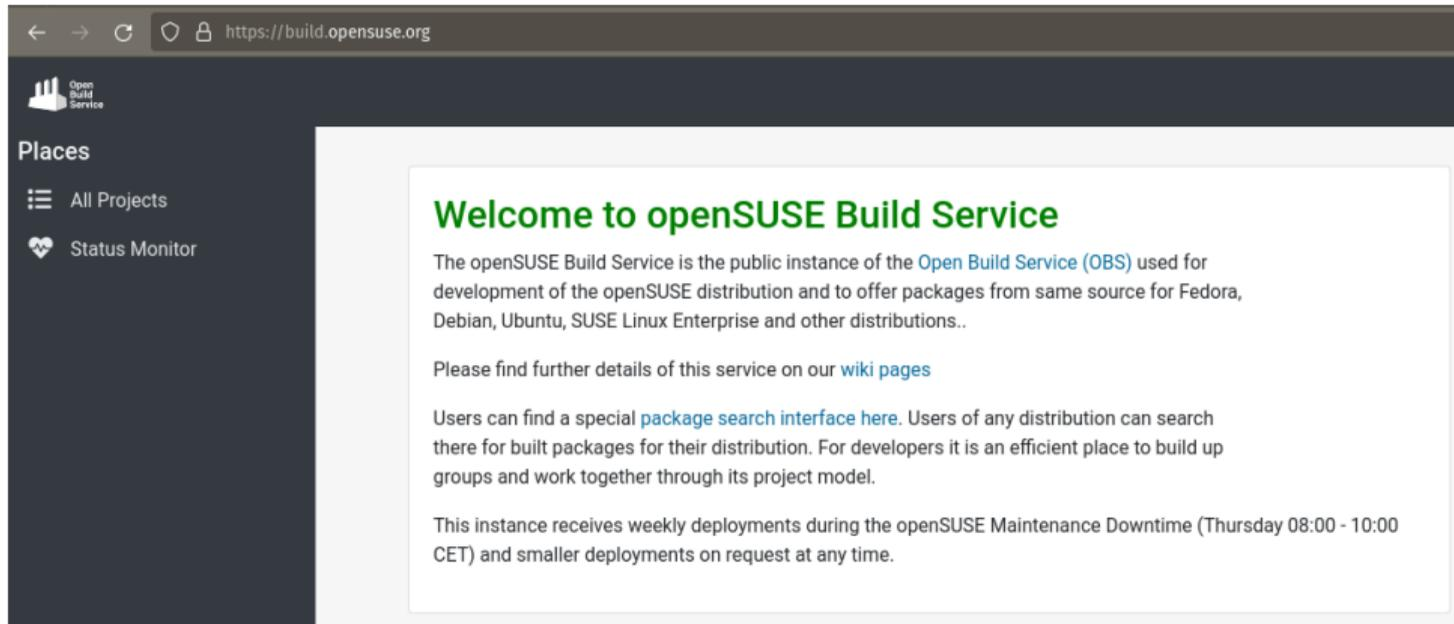 https://build.opensuse.org
Open
Build
Service
Places
All Projects
Status Monitor
Welcome to openSUSE Build Service
The openSUSE Build Service is the public instance of the Open Build Service (OBS) used for
development of the openSUSE distribution and to offer packages from same source for Fedora,
Debian, Ubuntu, SUSE Linux Enterprise and other distributions..
Please find further details of this service on our wiki pages
Users can find a special package search interface here. Users of any distribution can search
there for built packages for their distribution. For developers it is an efficient place to build up
groups and work together through its project model.
This instance receives weekly deployments during the openSUSE Maintenance Downtime (Thursday 08:00 - 10:00
CET) and smaller deployments on request at any time.